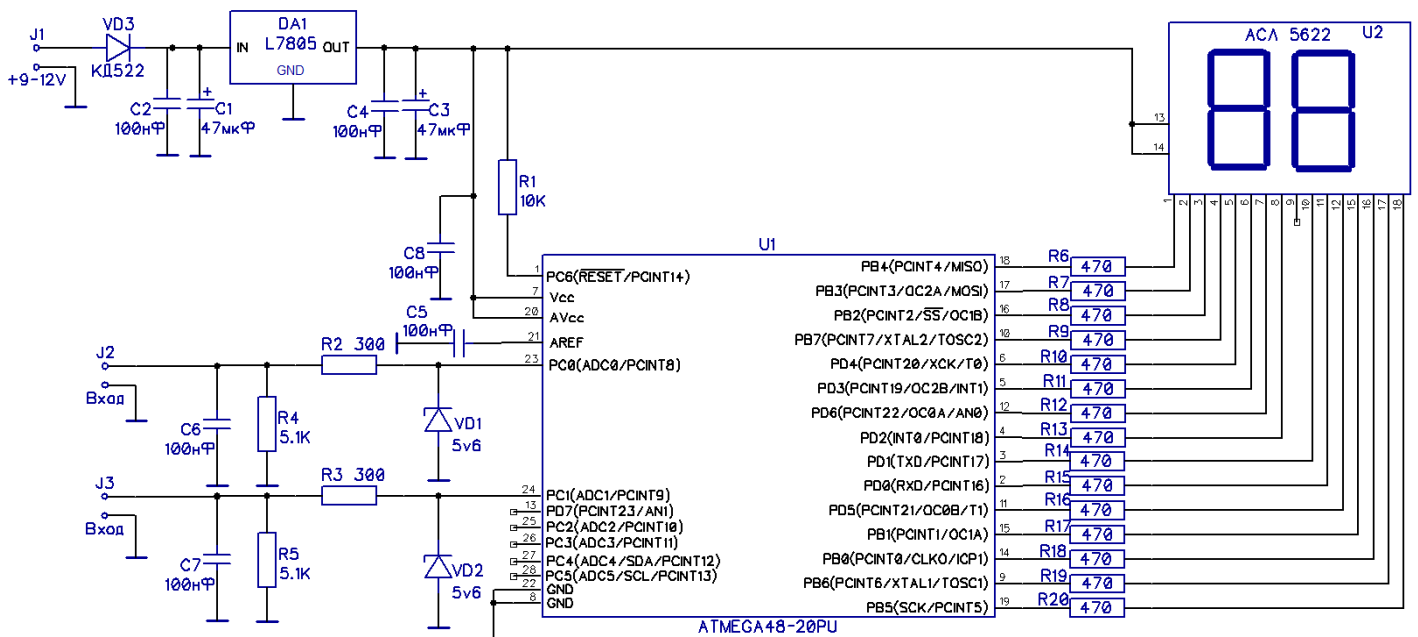 J1
+9-12V
VD3
КД522
DA1
L7805
IN
OUT
GND
C2
100нФ
+
C1
47мкФ
C4
100нФ
+
C3
47мкФ
R1
10K
C8
100нФ
C5
100нФ
АСЛ 5622
U2
13
14
1
2
3
4
5
6
7
8
9
10
11
12
15
16
17
18
J2
Вход
C6
100нФ
R4
5.1K
R2 300
VD1
5v6
J3
Вход
C7
100нФ
R5
5.1K
R3 300
VD2
5v6
U1
1 PC6(RESET/PCINT14)
7 Vcc
20 AVcc
21 AREF
23 PC0(ADC0/PCINT8)
24 PC1(ADC1/PCINT9)
13 PD7(PCINT23/AN1)
25 PC2(ADC2/PCINT10)
26 PC3(ADC3/PCINT11)
27 PC4(ADC4/SDA/PCINT12)
28 PC5(ADC5/SCL/PCINT13)
22 GND
8 GND
PB4(PCINT4/MISO) 18 R6 470
PB3(PCINT3/OC2A/MOSI) 17 R7 470
PB2(PCINT2/SS/OC1B) 16 R8 470
PB7(PCINT7/XTAL2/TOSC2) 10 R9 470
PD4(PCINT20/XCK/T0) 6 R10 470
PD3(PCINT19/OC2B/INT1) 5 R11 470
PD6(PCINT22/OC0A/AN0) 12 R12 470
PD2(INT0/PCINT18) 4 R13 470
PD1(TXD/PCINT17) 3 R14 470
PD0(RXD/PCINT16) 2 R15 470
PD5(PCINT21/OC0B/T1) 11 R16 470
PB1(PCINT1/OC1A) 15 R17 470
PB0(PCINT0/CLKO/ICP1) 14 R18 470
PB6(PCINT6/XTAL1/TOSC1) 9 R19 470
PB5(SCK/PCINT5) 19 R20 470
ATMEGA48-20PU